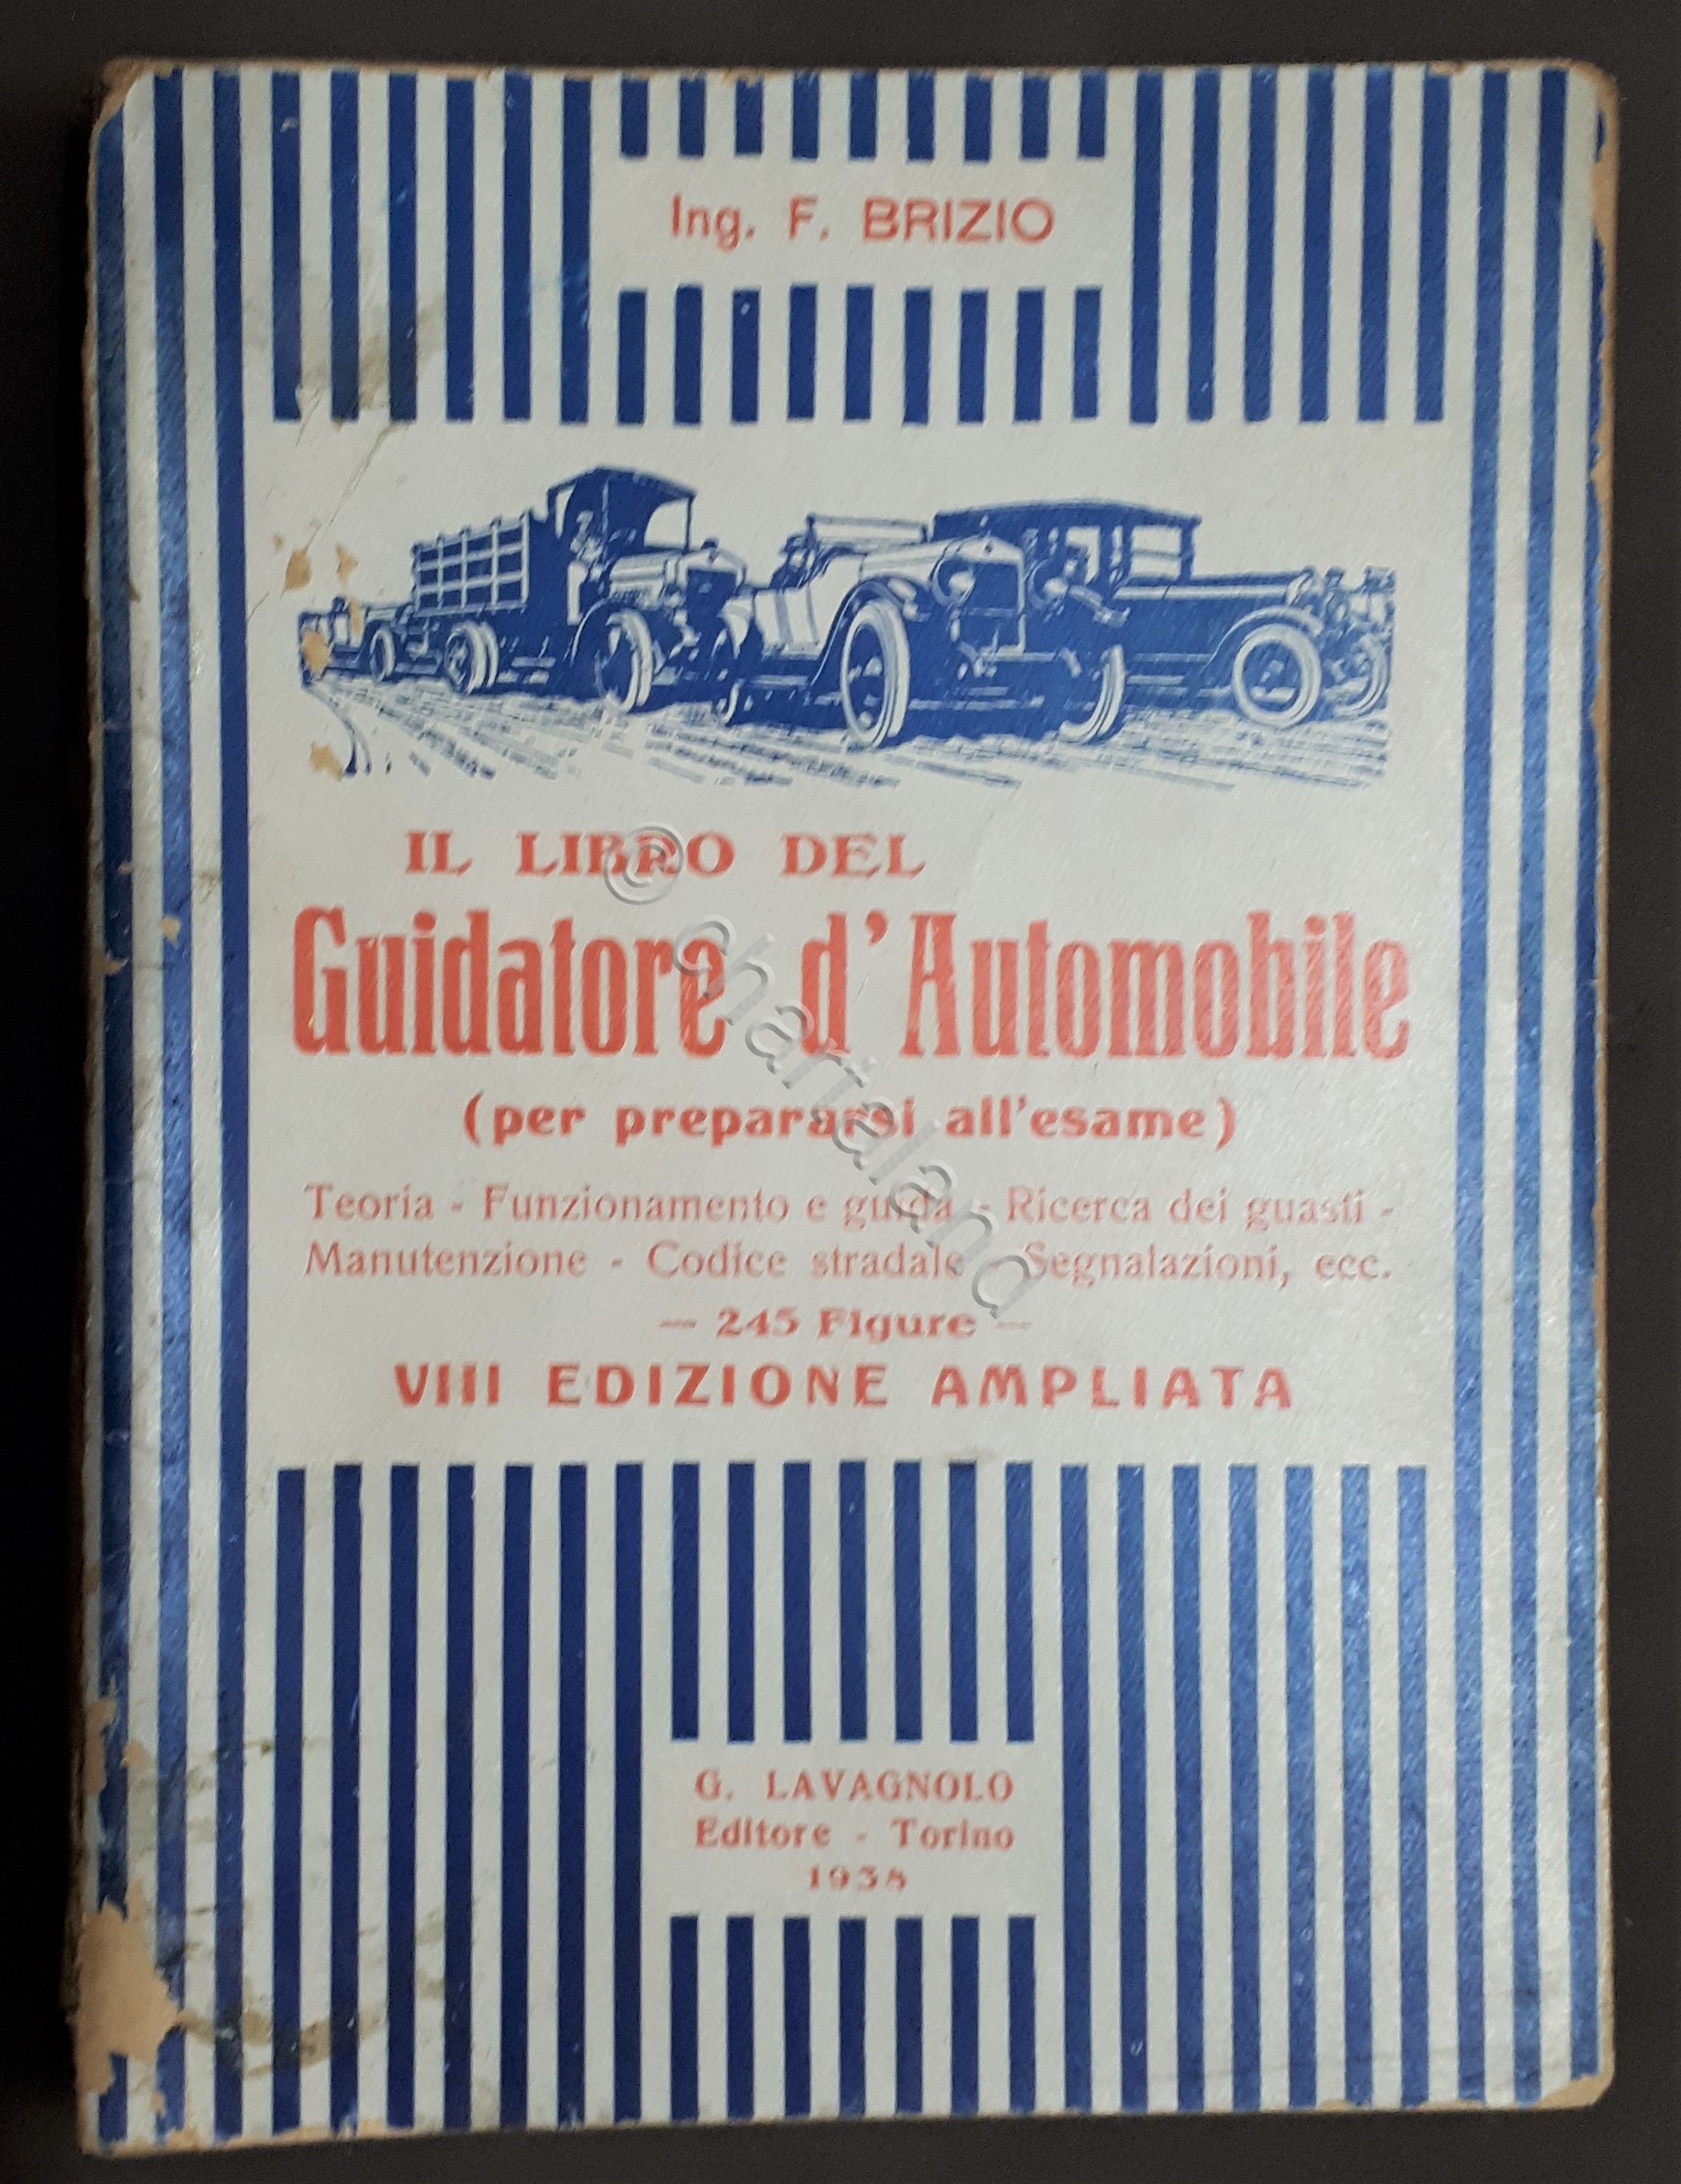 Ing. F. BRIZIO
IL LIBRO DEL
Guidatore d'Automobile
(per prepararsi all'esame)
Teoria - Funzionamento e guida - Ricerca dei guasti -
Manutenzione - Codice stradale - Segnalazioni, ecc.
— 245 Figure —
VIII EDIZIONE AMPLIATA
G. LAVAGNOLO
Editore - Torino
1938
© chartaland